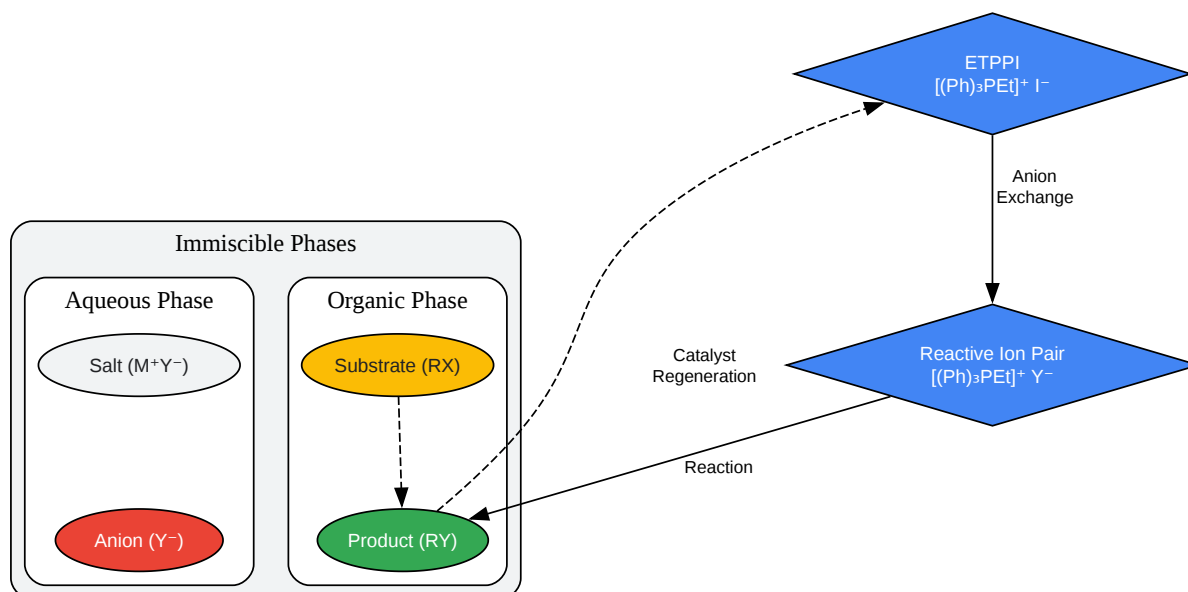 ETPPI
[(Ph)₃PEt]⁺ I⁻
Anion
Exchange
Immiscible Phases
Aqueous Phase
Organic Phase
Salt (M⁺Y⁻)
Substrate (RX)
Catalyst
Regeneration
Reactive Ion Pair
[(Ph)₃PEt]⁺ Y⁻
Reaction
Anion (Y⁻)
Product (RY)